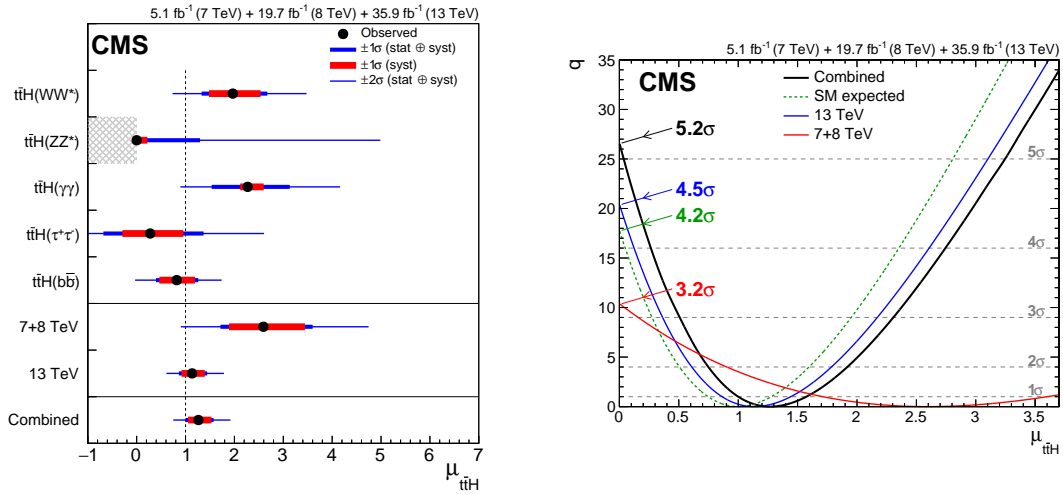 5.1 fb⁻¹ (7 TeV) + 19.7 fb⁻¹ (8 TeV) + 35.9 fb⁻¹ (13 TeV)
CMS
Observed
±1σ (stat ⊕ syst)
±1σ (syst)
±2σ (stat ⊕ syst)
tt̄H(WW*)
tt̄H(ZZ*)
tt̄H(γγ)
tt̄H(τ⁺τ⁻)
tt̄H(bb̄)
7+8 TeV
13 TeV
Combined
−1 0 1 2 3 4 5 6 7
μtt̄H
5.1 fb⁻¹ (7 TeV) + 19.7 fb⁻¹ (8 TeV) + 35.9 fb⁻¹ (13 TeV)
q
35
30
25
20
15
10
5
0
CMS
Combined
SM expected
13 TeV
7+8 TeV
5.2σ
4.5σ
4.2σ
3.2σ
5σ
4σ
3σ
2σ
1σ
0 0.5 1 1.5 2 2.5 3 3.5
μtt̄H